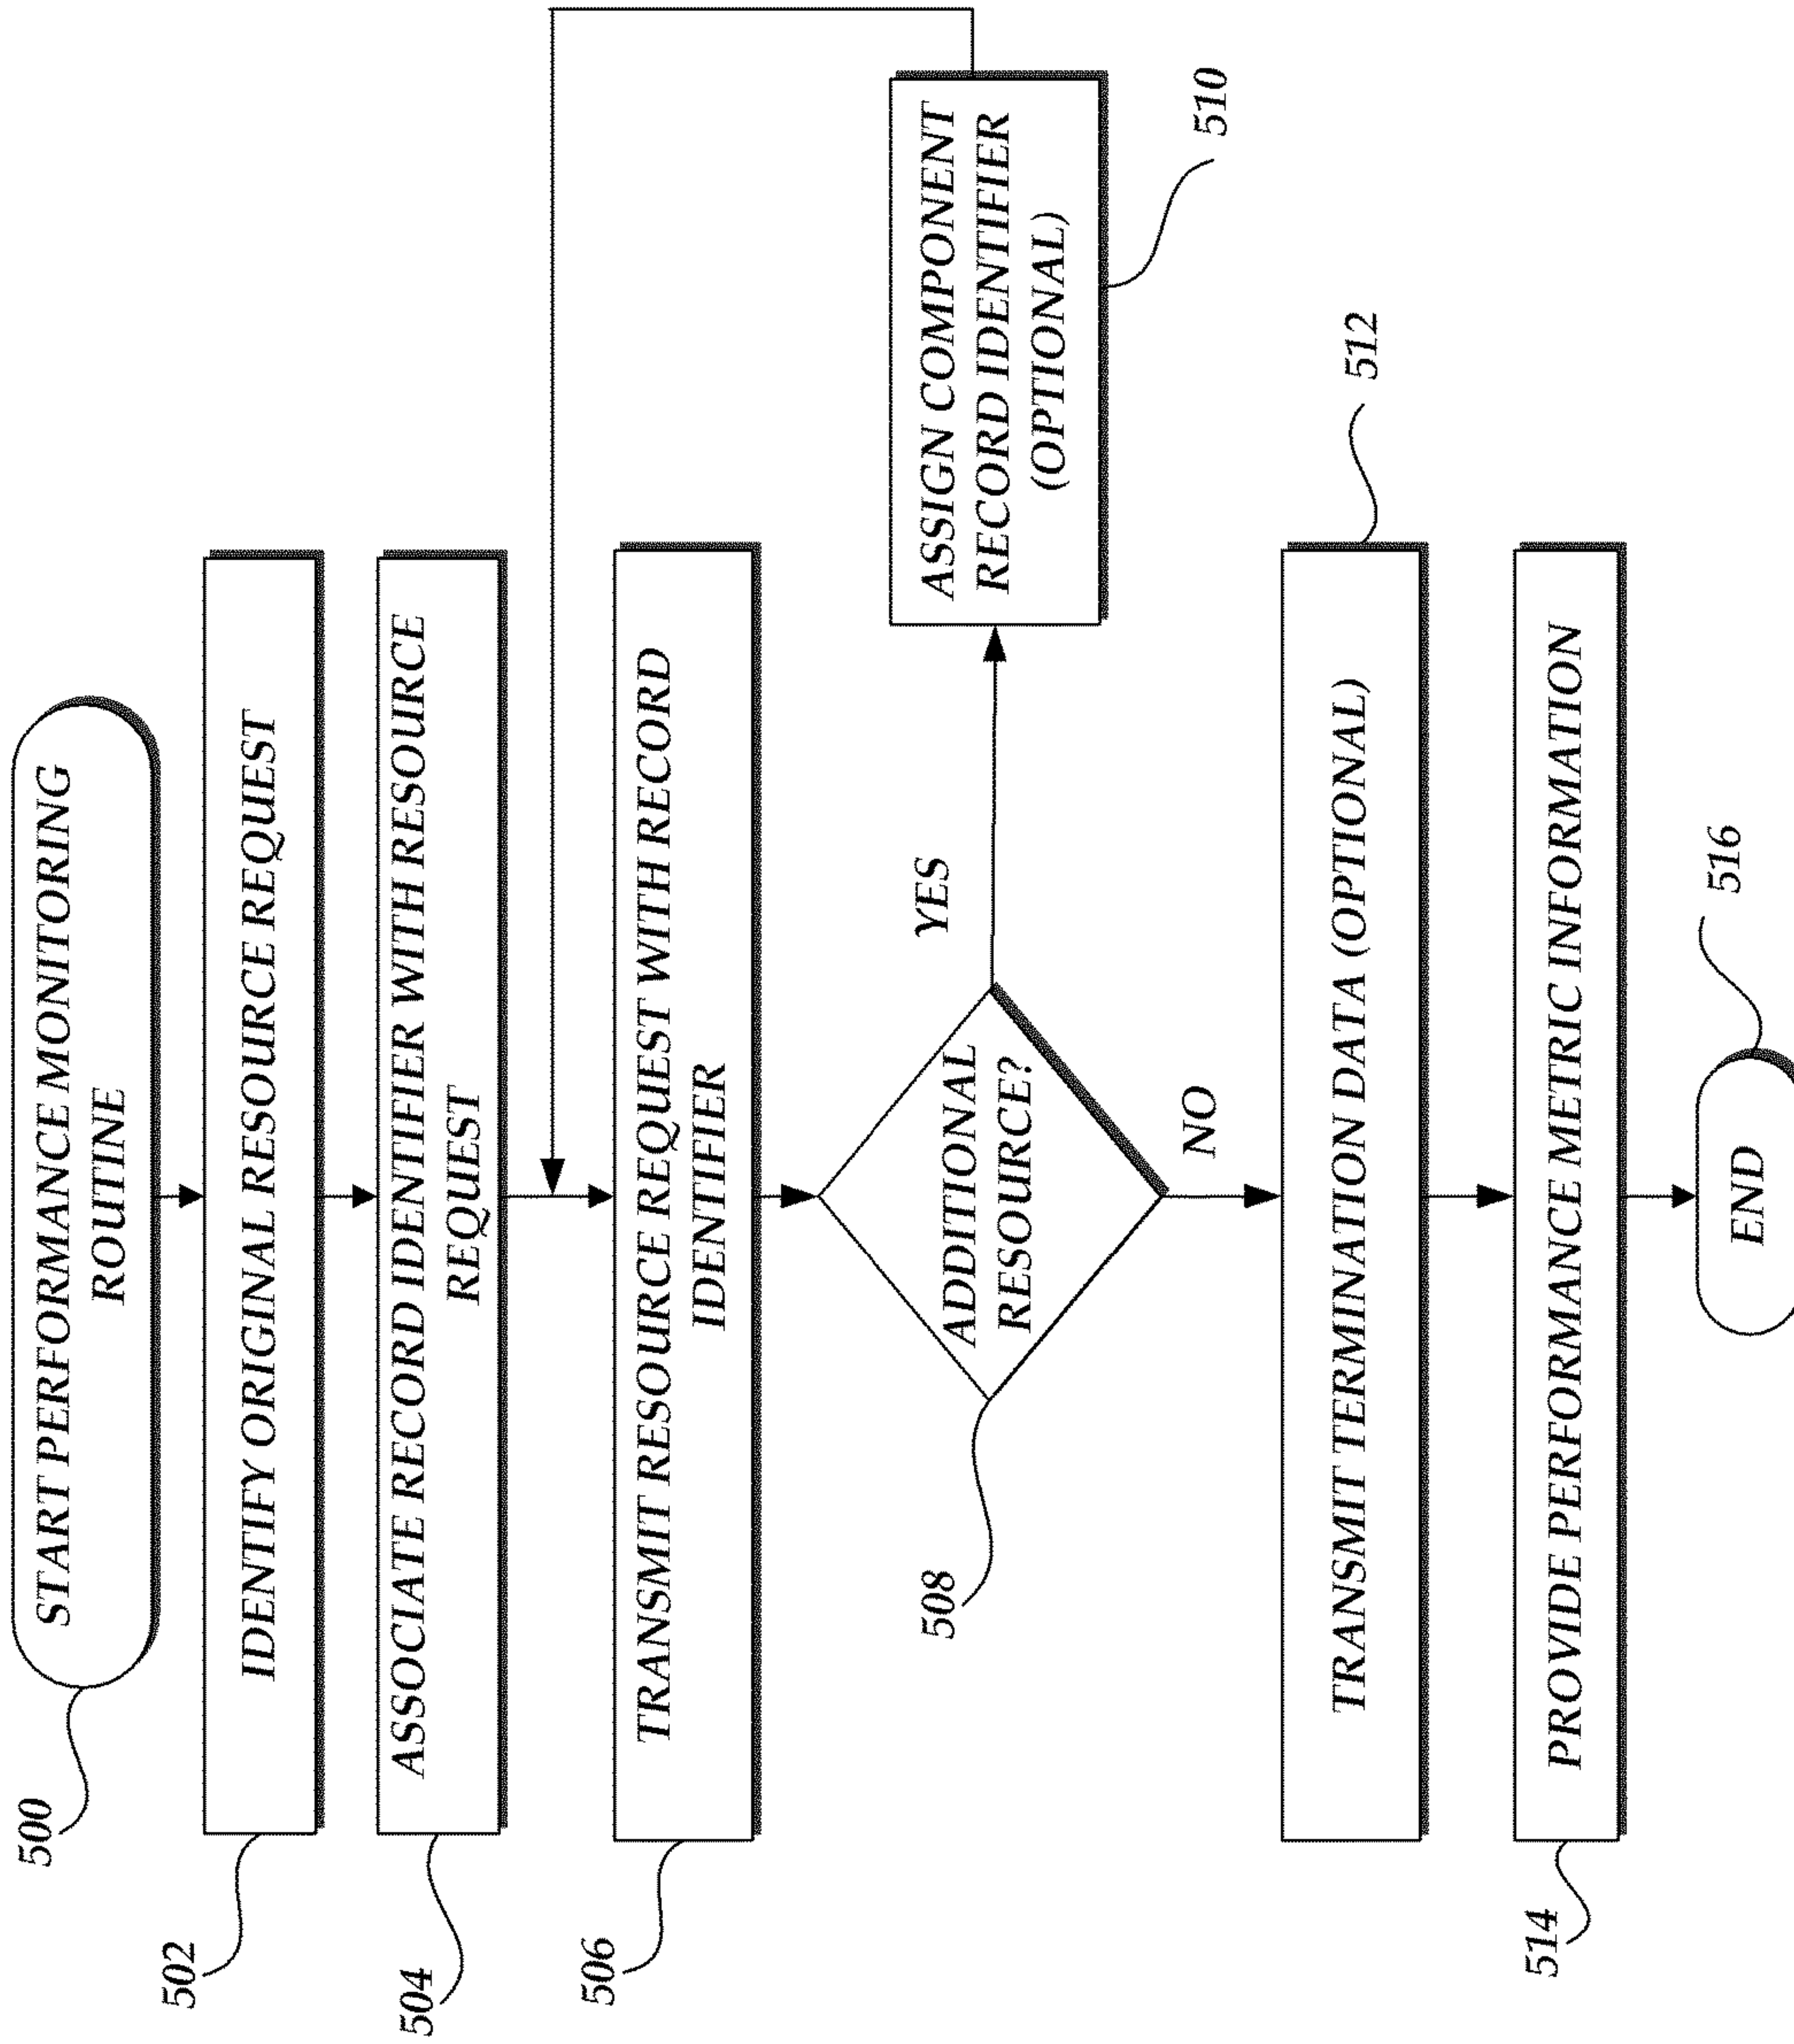 500
START PERFORMANCE MONITORING
ROUTINE
502
IDENTIFY ORIGINAL RESOURCE REQUEST
504
ASSOCIATE RECORD IDENTIFIER WITH RESOURCE
REQUEST
506
TRANSMIT RESOURCE REQUEST WITH RECORD
IDENTIFIER
508
ADDITIONAL
RESOURCE?
YES
ASSIGN COMPONENT
RECORD IDENTIFIER
(OPTIONAL)
510
NO
512
TRANSMIT TERMINATION DATA (OPTIONAL)
514
PROVIDE PERFORMANCE METRIC INFORMATION
516
END